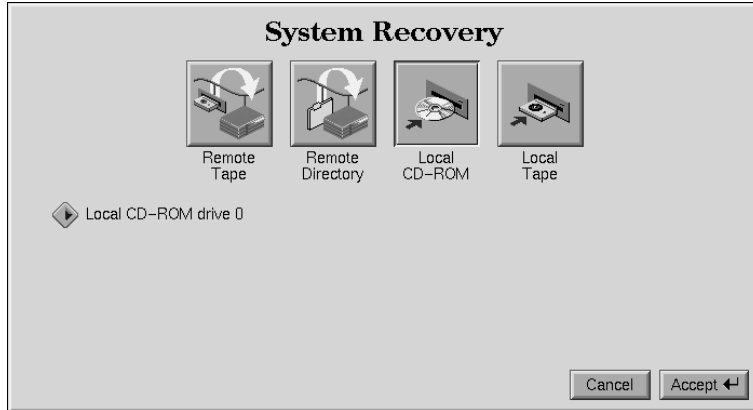 System Recovery
Remote Tape
Remote Directory
Local CD-ROM
Local Tape
Local CD-ROM drive 0
Cancel
Accept